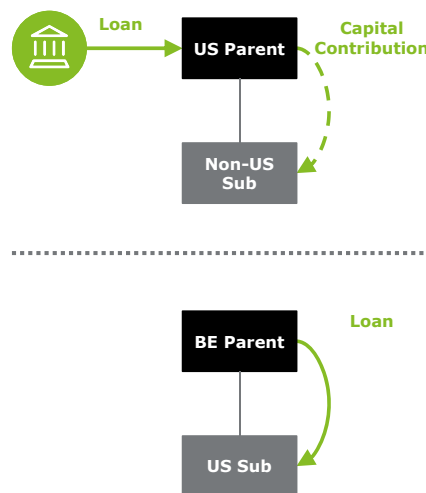 Loan
US Parent
Capital
Contribution
Non-US
Sub
BE Parent
Loan
US Sub